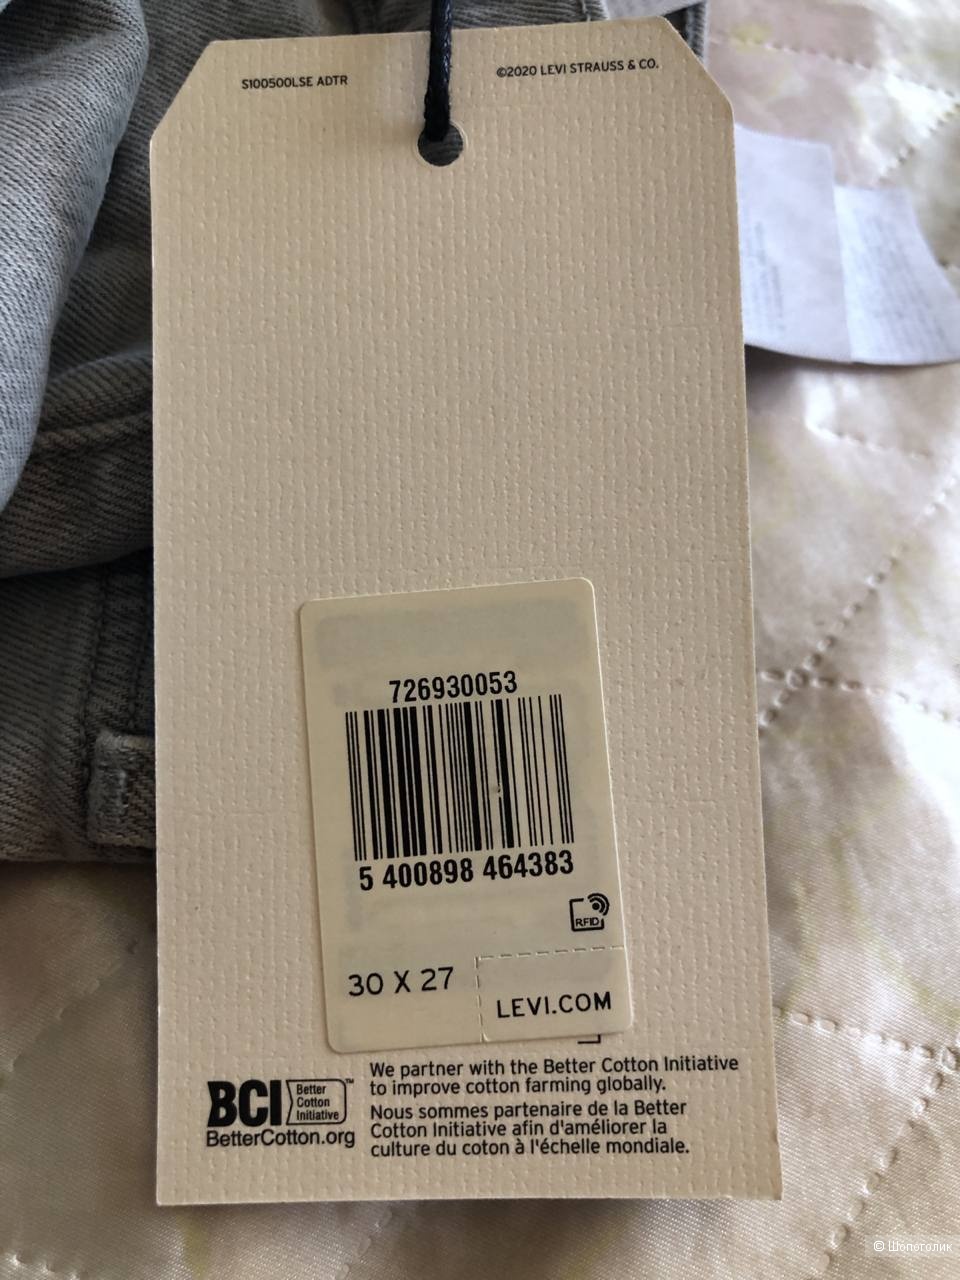 S100500LSE ADTR
©2020 LEVI STRAUSS & CO.
726930053
5 400898 464383
RFID
30 X 27
LEVI.COM
BCI Better Cotton Initiative™
BetterCotton.org
We partner with the Better Cotton Initiative
to improve cotton farming globally.
Nous sommes partenaire de la Better
Cotton Initiative afin d'améliorer la
culture du coton à l'échelle mondiale.
© Шопоголик